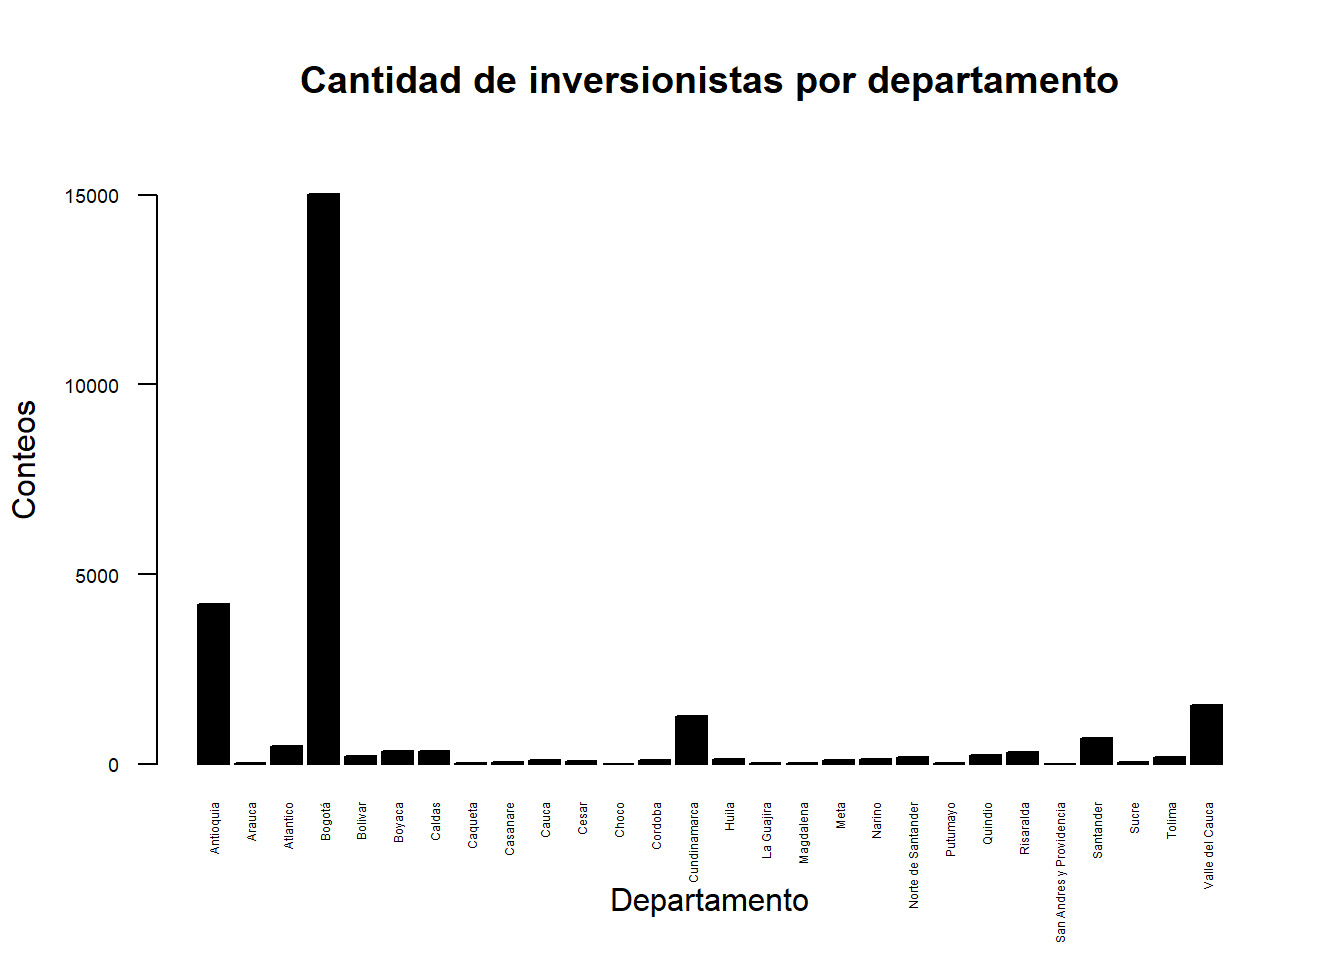 Cantidad de inversionistas por departamento
15000
10000
5000
0
Conteos
Antioquia
Arauca
Atlantico
Bogotá
Bolivar
Boyaca
Caldas
Caqueta
Casanare
Cauca
Cesar
Choco
Cordoba
Cundinamarca
Huila
La Guajira
Magdalena
Meta
Narino
Norte de Santander
Putumayo
Quindio
Risaralda
San Andres y Providencia
Santander
Sucre
Tolima
Valle del Cauca
Departamento